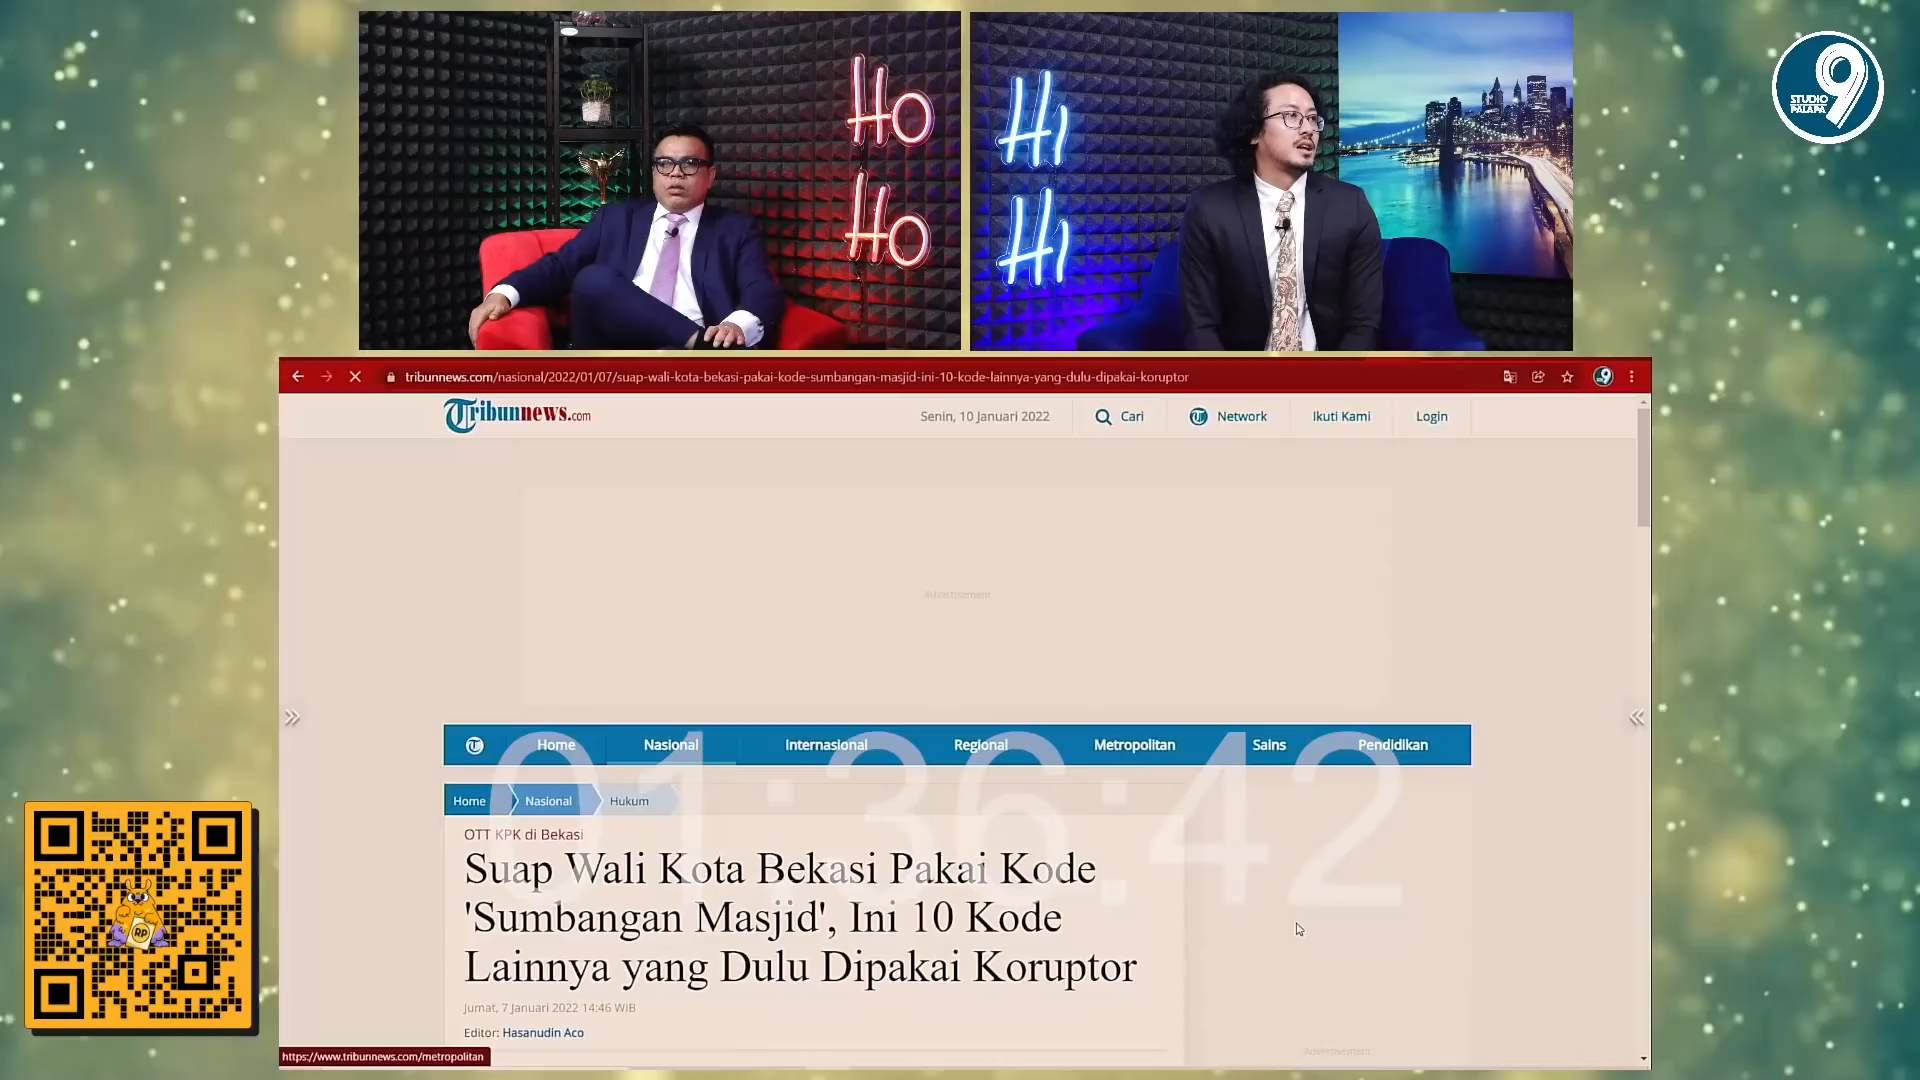 Ho
Ho
Hi
Hi
STUDIO
PALAPA
9
tribunnews.com/nasional/2022/01/07/suap-wali-kota-bekasi-pakai-kode-sumbangan-masjid-ini-10-kode-lainnya-yang-dulu-dipakai-koruptor
Tribunnews.com
Senin, 10 Januari 2022
Cari
Network
Ikuti Kami
Login
Advertisement
Home
Nasional
Internasional
Regional
Metropolitan
Sains
Pendidikan
01:36:42
Home
Nasional
Hukum
OTT KPK di Bekasi
Suap Wali Kota Bekasi Pakai Kode
'Sumbangan Masjid', Ini 10 Kode
Lainnya yang Dulu Dipakai Koruptor
Jumat, 7 Januari 2022 14:46 WIB
Editor: Hasanudin Aco
Advertisement
https://www.tribunnews.com/metropolitan
RP